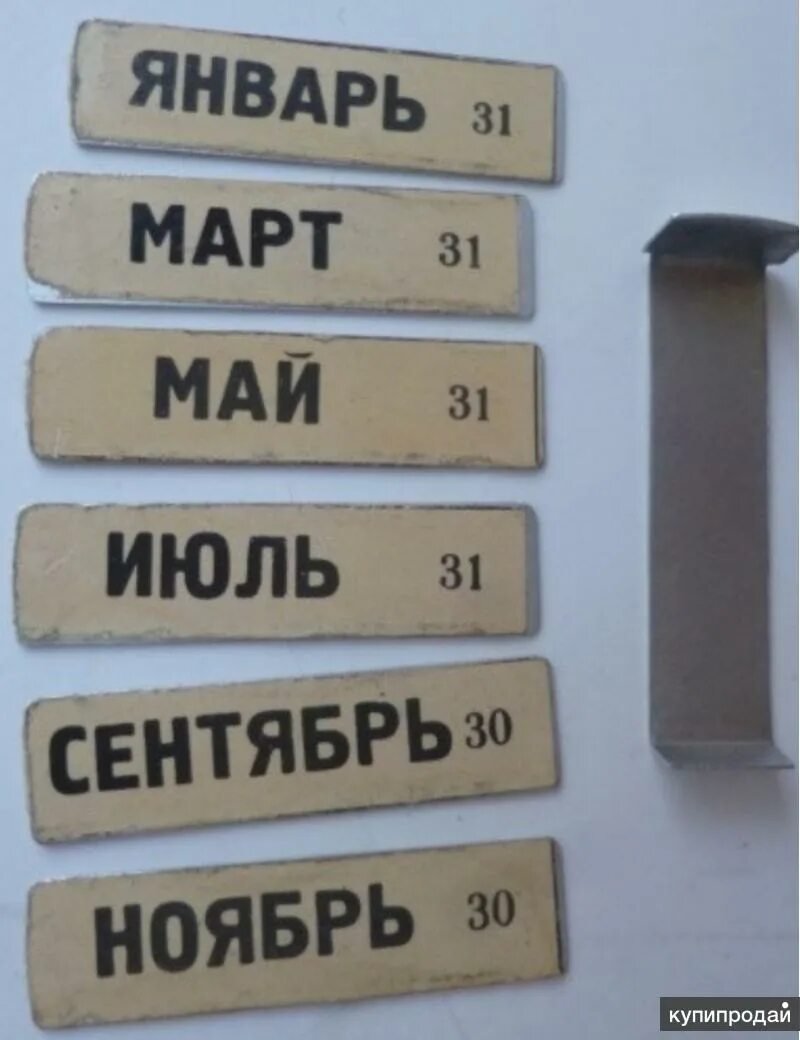 ЯНВАРЬ 31
МАРТ 31
МАЙ 31
ИЮЛЬ 31
СЕНТЯБРЬ 30
НОЯБРЬ 30
купипродай